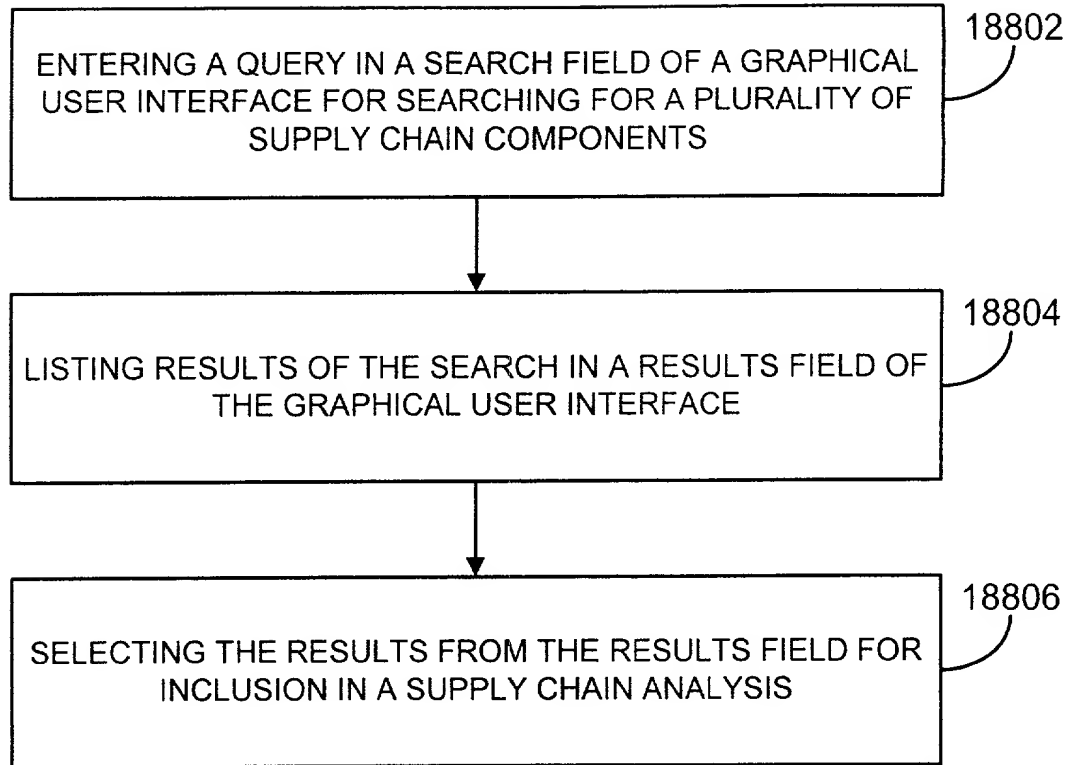 18802
ENTERING A QUERY IN A SEARCH FIELD OF A GRAPHICAL
USER INTERFACE FOR SEARCHING FOR A PLURALITY OF
SUPPLY CHAIN COMPONENTS
18804
LISTING RESULTS OF THE SEARCH IN A RESULTS FIELD OF
THE GRAPHICAL USER INTERFACE
18806
SELECTING THE RESULTS FROM THE RESULTS FIELD FOR
INCLUSION IN A SUPPLY CHAIN ANALYSIS